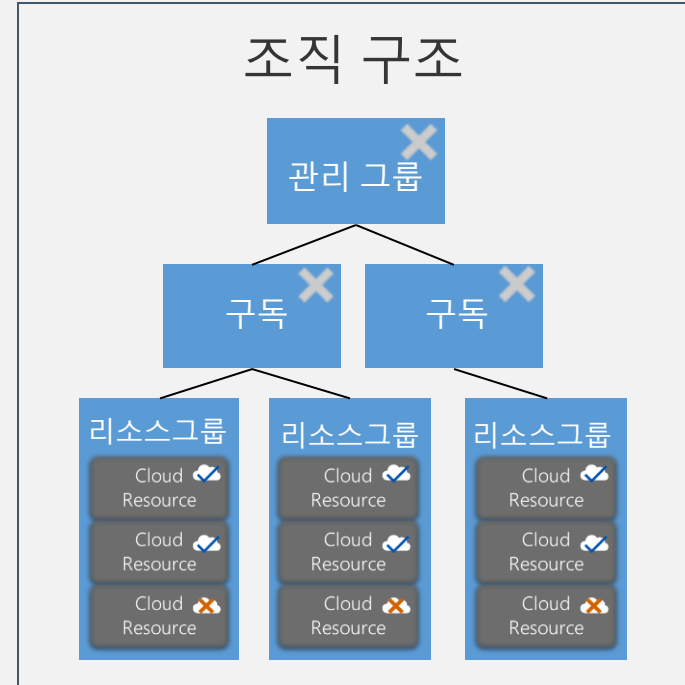 조직 구조
관리 그룹
구독
구독
리소스그룹
Cloud
Resource
Cloud
Resource
Cloud
Resource
리소스그룹
Cloud
Resource
Cloud
Resource
Cloud
Resource
리소스그룹
Cloud
Resource
Cloud
Resource
Cloud
Resource